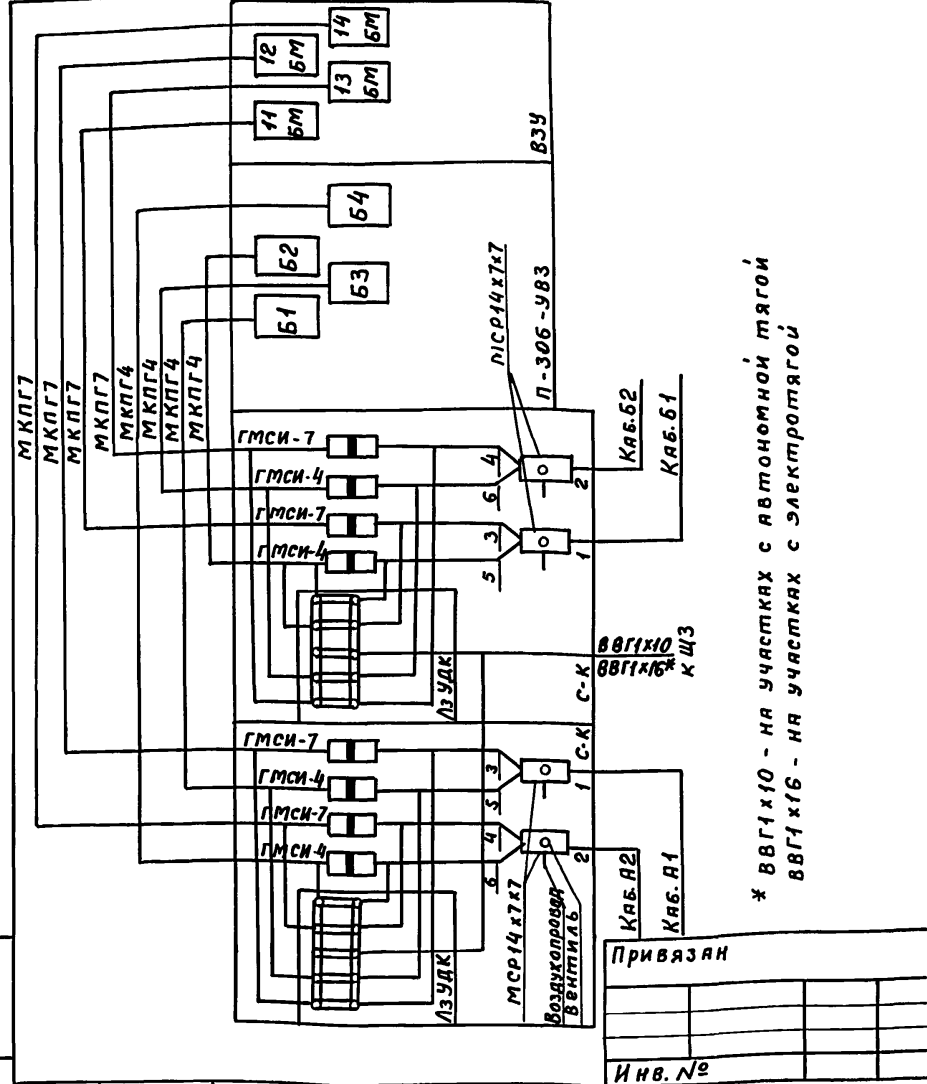 14
БМ
12
БМ
13
БМ
11
БМ
ВЗУ
Б4
Б2
Б3
Б1
П-306-УВЗ
МКПГ7
МКПГ7
МКПГ7
МКПГ7
МКПГ4
МКПГ4
МКПГ4
МКПГ4
МСР14х7х7
ГМСИ-7
ГМСИ-4
ГМСИ-7
ГМСИ-4
4
6
2
3
5
1
Каб.Б2
Каб.Б1
ЛзУДК
С-К
ВВГ1х10
ВВГ1х16*
к ЩЗ
ГМСИ-7
ГМСИ-4
ГМСИ-7
ГМСИ-4
3
5
1
4
6
2
С-К
ЛзУДК
МСР14х7х7
Воздухопровод
Вентиль
Каб.А2
Каб.А1
* ВВГ1х10 - на участках с автономной тягой
ВВГ1х16 - на участках с электротягой
Привязан
Инв. №